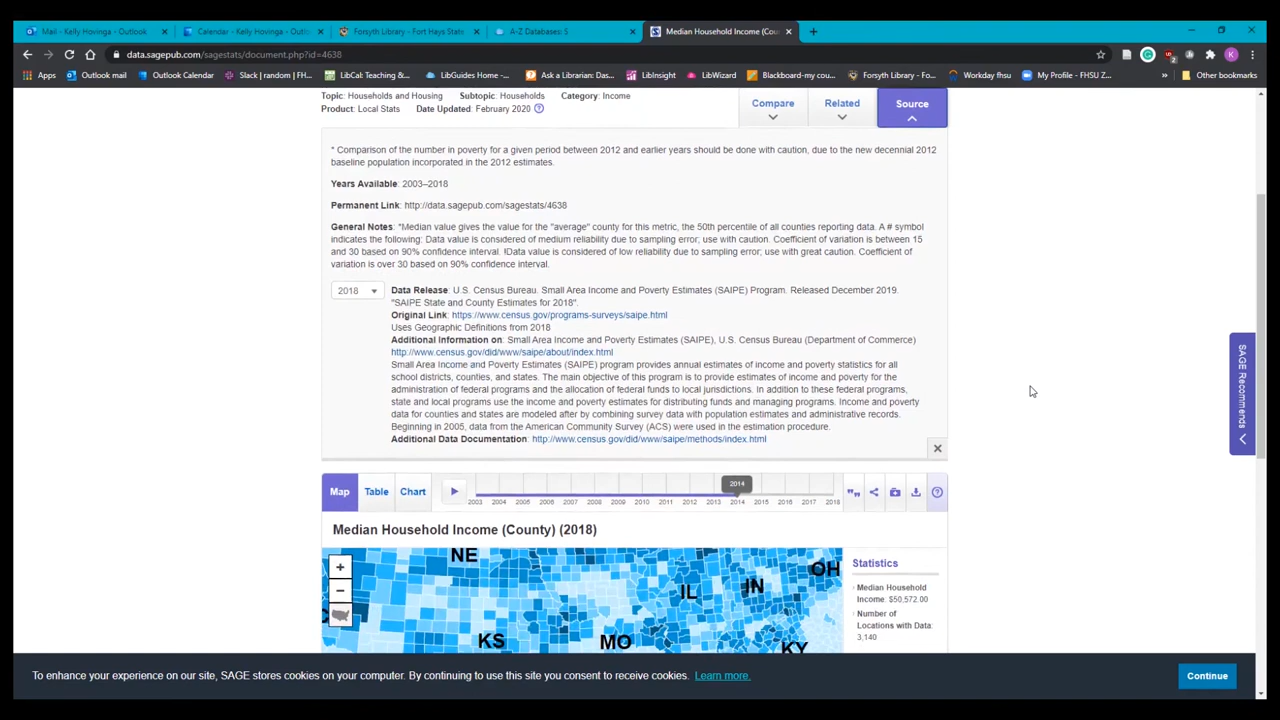 Mail - Kelly Hovinga - Outlook
Calendar - Kelly Hovinga - Outlo
Forsyth Library - Fort Hays Stat
A-Z Databases: S
Median Household Income (Cou
data.sagepub.com/sagestats/document.php?id=4638
Apps Outlook mail Outlook Calendar Slack | random | FH... LibCal Teaching &... LibGuides Home -... Ask a Librarian: Das... LibInsight LibWizard Blackboard-my cou... Forsyth Library - Fo... Workday fhsu My Profile - FHSU Z... » Other bookmarks
Topic: Households and Housing Subtopic: Households Category: Income
Product: Local Stats Date Updated: February 2020
Compare
Related
Source
* Comparison of the number in poverty for a given period between 2012 and earlier years should be done with caution, due to the new decennial 2012
baseline population incorporated in the 2012 estimates.
Years Available: 2003–2018
Permanent Link: http://data.sagepub.com/sagestats/4638
General Notes: "Median value gives the value for the "average" county for this metric, the 50th percentile of all counties reporting data. A # symbol
indicates the following: Data value is considered of medium reliability due to sampling error; use with caution. Coefficient of variation is between 15
and 30 based on 90% confidence interval. !Data value is considered of low reliability due to sampling error; use with great caution. Coefficient of
variation is over 30 based on 90% confidence interval.
2018
Data Release: U.S. Census Bureau. Small Area Income and Poverty Estimates (SAIPE) Program. Released December 2019.
"SAIPE State and County Estimates for 2018".
Original Link: https://www.census.gov/programs-surveys/saipe.html
Uses Geographic Definitions from 2018
Additional Information on: Small Area Income and Poverty Estimates (SAIPE), U.S. Census Bureau (Department of Commerce)
http://www.census.gov/did/www/saipe/about/index.html
Small Area Income and Poverty Estimates (SAIPE) program provides annual estimates of income and poverty statistics for all
school districts, counties, and states. The main objective of this program is to provide estimates of income and poverty for the
administration of federal programs and the allocation of federal funds to local jurisdictions. In addition to these federal programs,
state and local programs use the income and poverty estimates for distributing funds and managing programs. Income and poverty
data for counties and states are modeled after by combining survey data with population estimates and administrative records.
Beginning in 2005, data from the American Community Survey (ACS) were used in the estimation procedure.
Additional Data Documentation: http://www.census.gov/did/www/saipe/methods/index.html
SAGE Recommends
Map Table Chart
2014
2003 2004 2005 2006 2007 2008 2009 2010 2011 2012 2013 2014 2015 2016 2017 2018
Median Household Income (County) (2018)
NE
OH
IL
IN
KS
MO
KY
Statistics
Median Household
Income: $50,572.00
Number of
Locations with Data:
3,140
To enhance your experience on our site, SAGE stores cookies on your computer. By continuing to use this site you consent to receive cookies. Learn more.
Continue